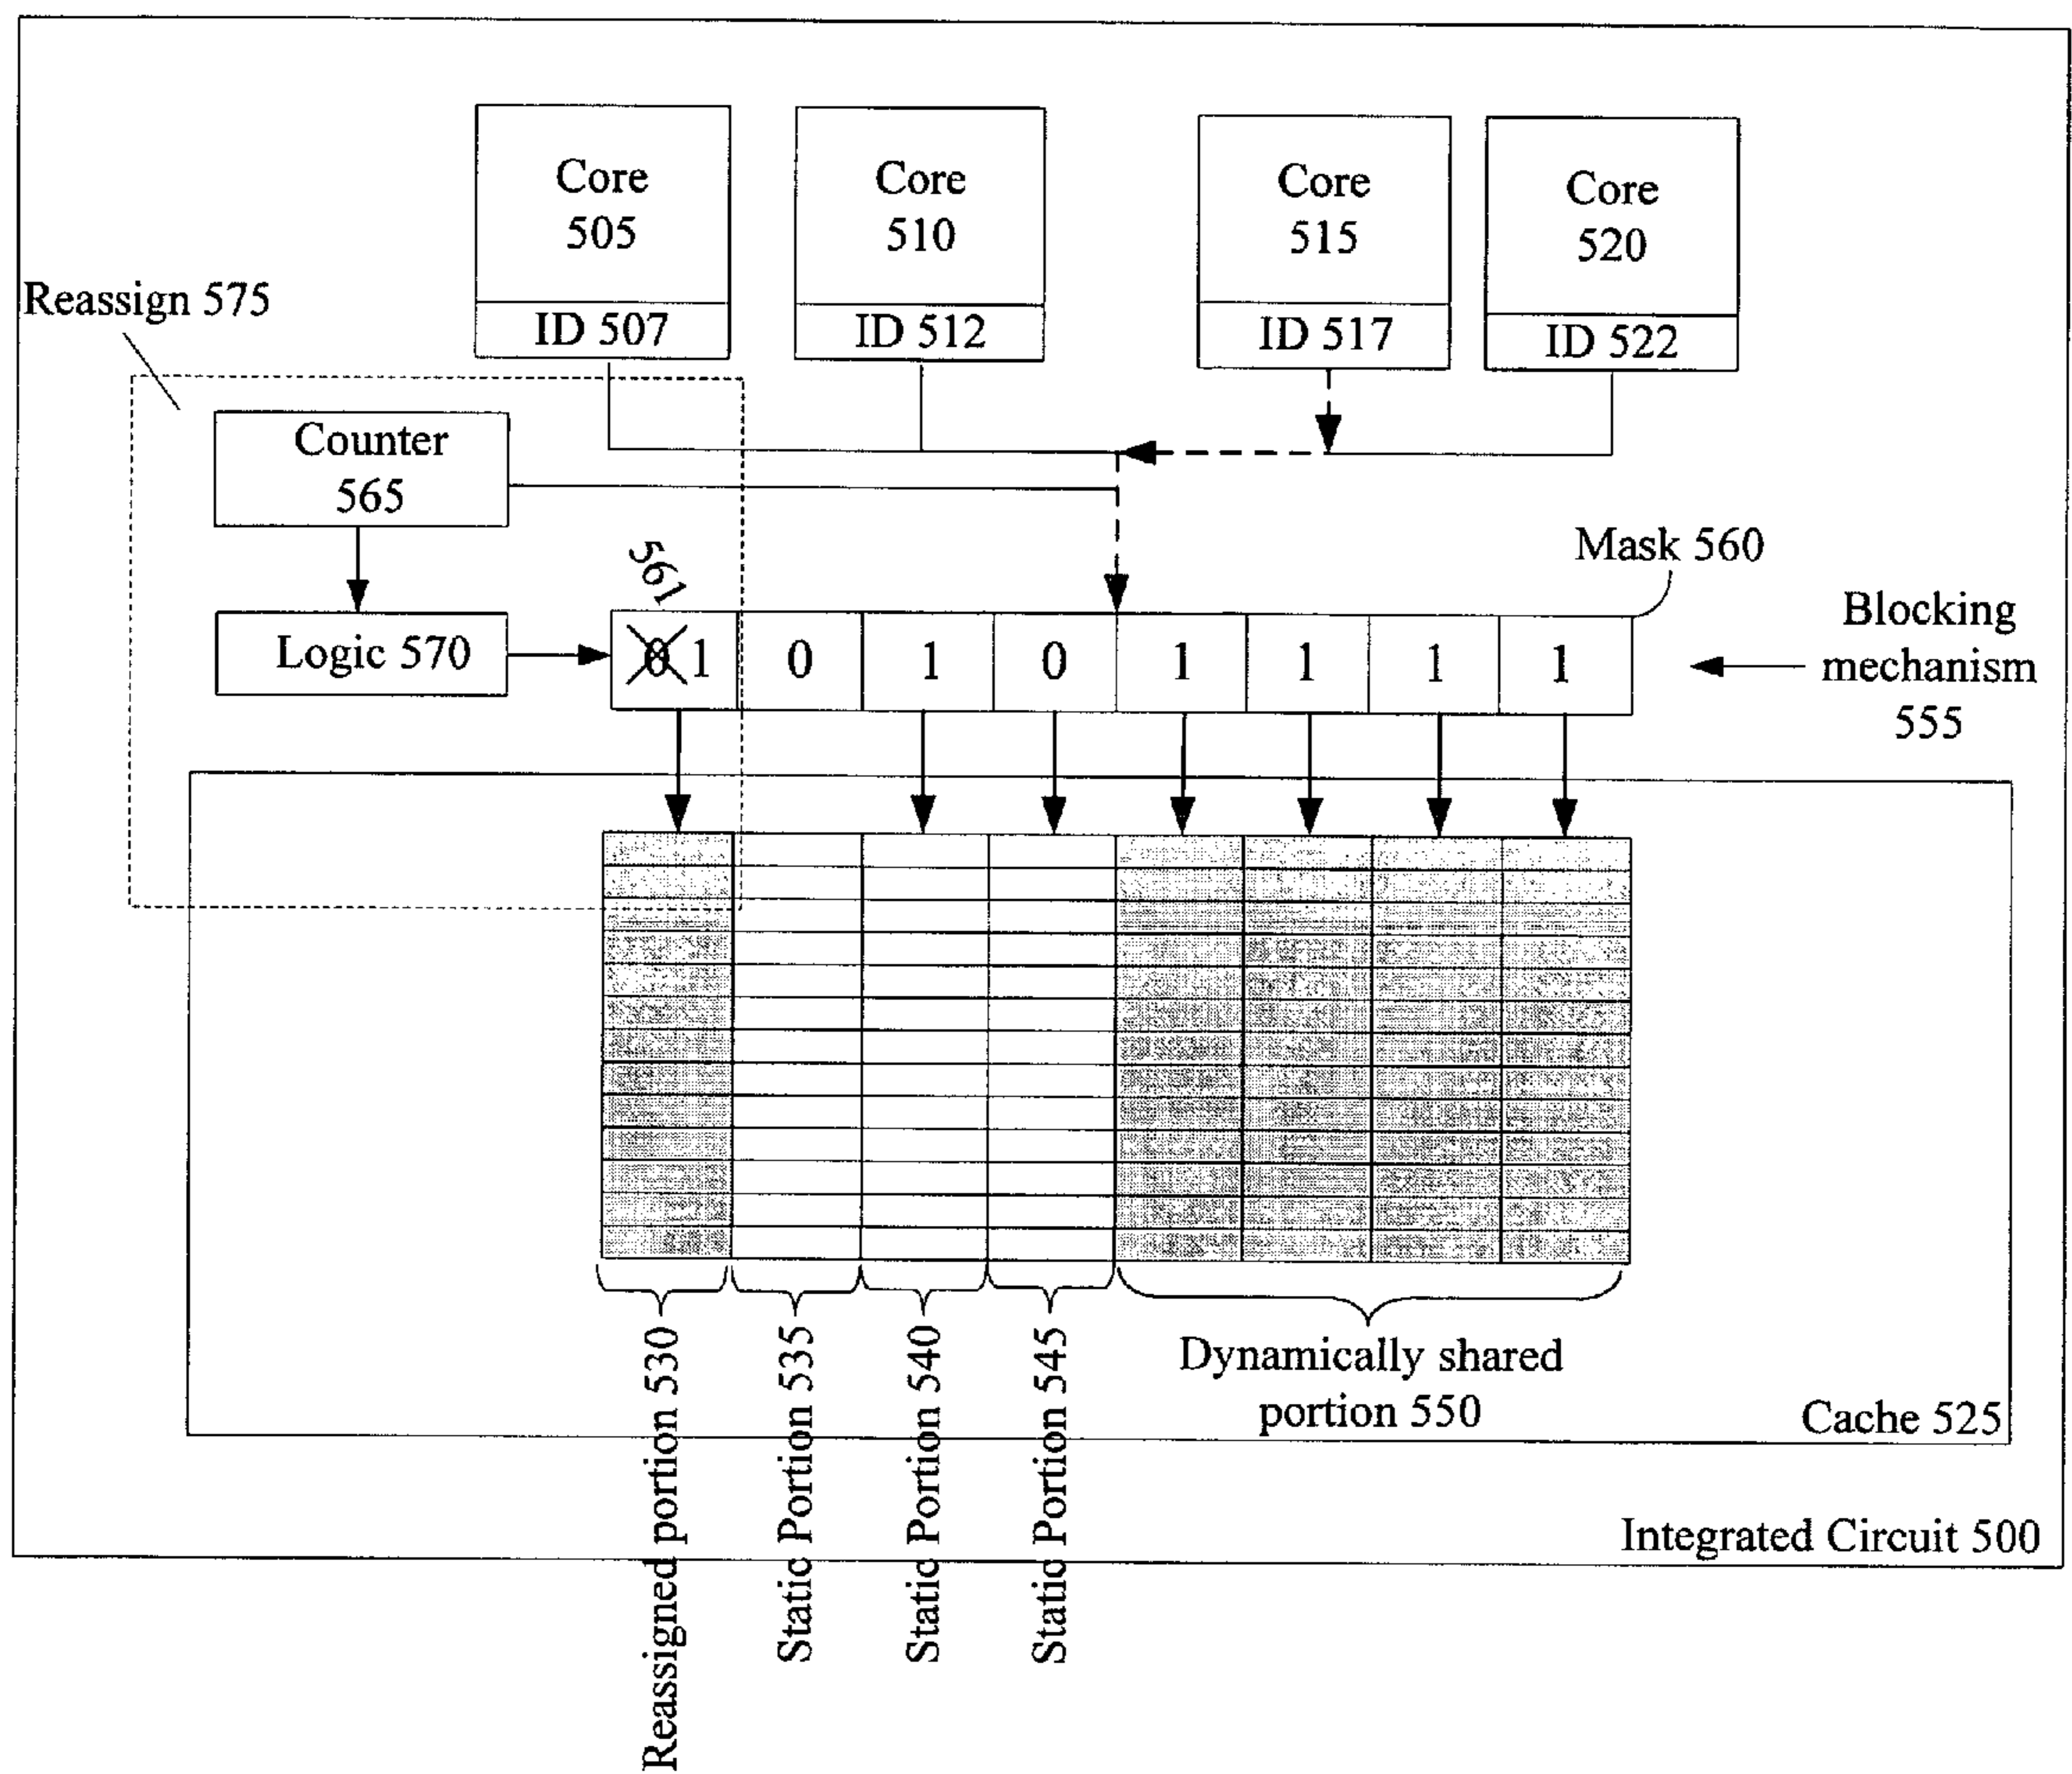 Core
505
ID 507
Core
510
ID 512
Core
515
ID 517
Core
520
ID 522
Reassign 575
Counter
565
Logic 570
561
Mask 560
Blocking
mechanism
555
0 1 0 1 0 1 1 1 1
Reassigned portion 530
Static Portion 535
Static Portion 540
Static Portion 545
Dynamically shared
portion 550
Cache 525
Integrated Circuit 500